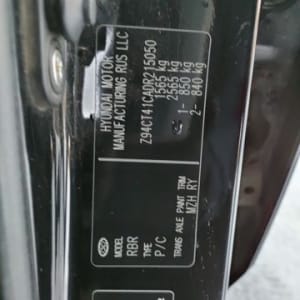 HYUNDAI MOTOR
MANUFACTURING RUS LLC
Z94CT41CADR215050
1565 kg
2565 kg
1- 850 kg
2- 840 kg
MODEL
RBR
TYPE
P/C
TRANS AXLE PAINT TRIM
MZH RY